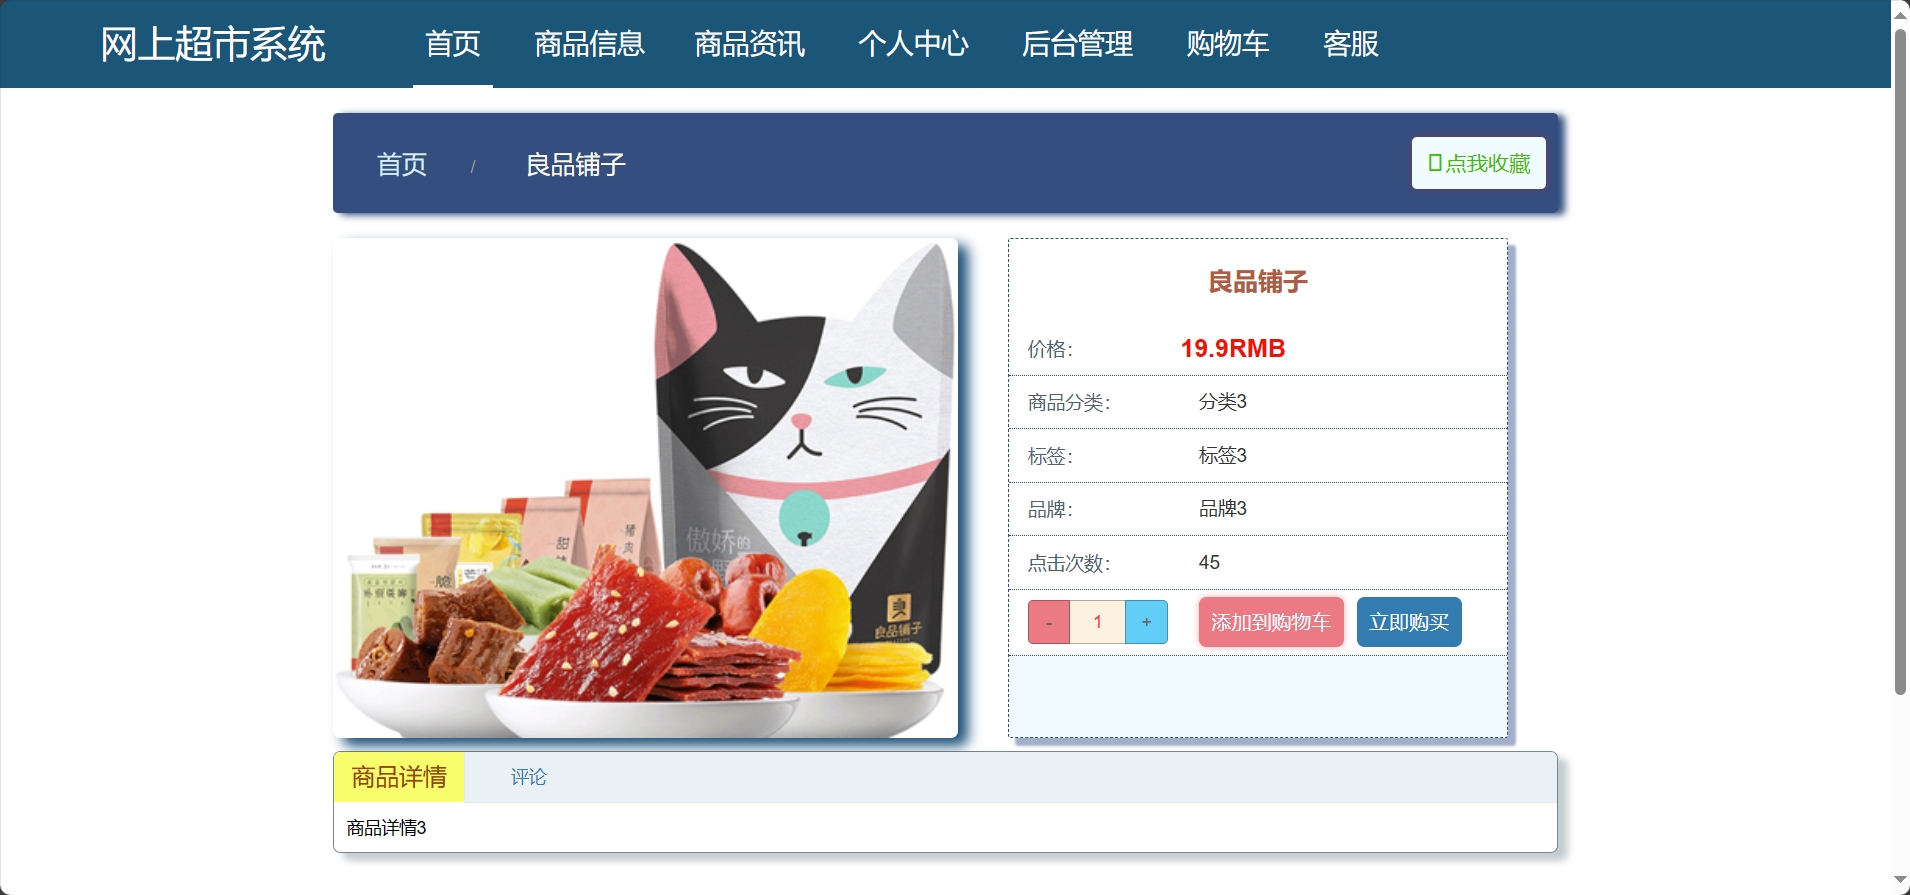 网上超市系统 首页 商品信息 商品资讯 个人中心 后台管理 购物车 客服
首页 / 良品铺子 点我收藏
傲娇的
猪肉
甜
脆
良
良品铺子
良品铺子
价格： 19.9RMB
商品分类： 分类3
标签： 标签3
品牌： 品牌3
点击次数： 45
- 1 + 添加到购物车 立即购买
商品详情 评论
商品详情3